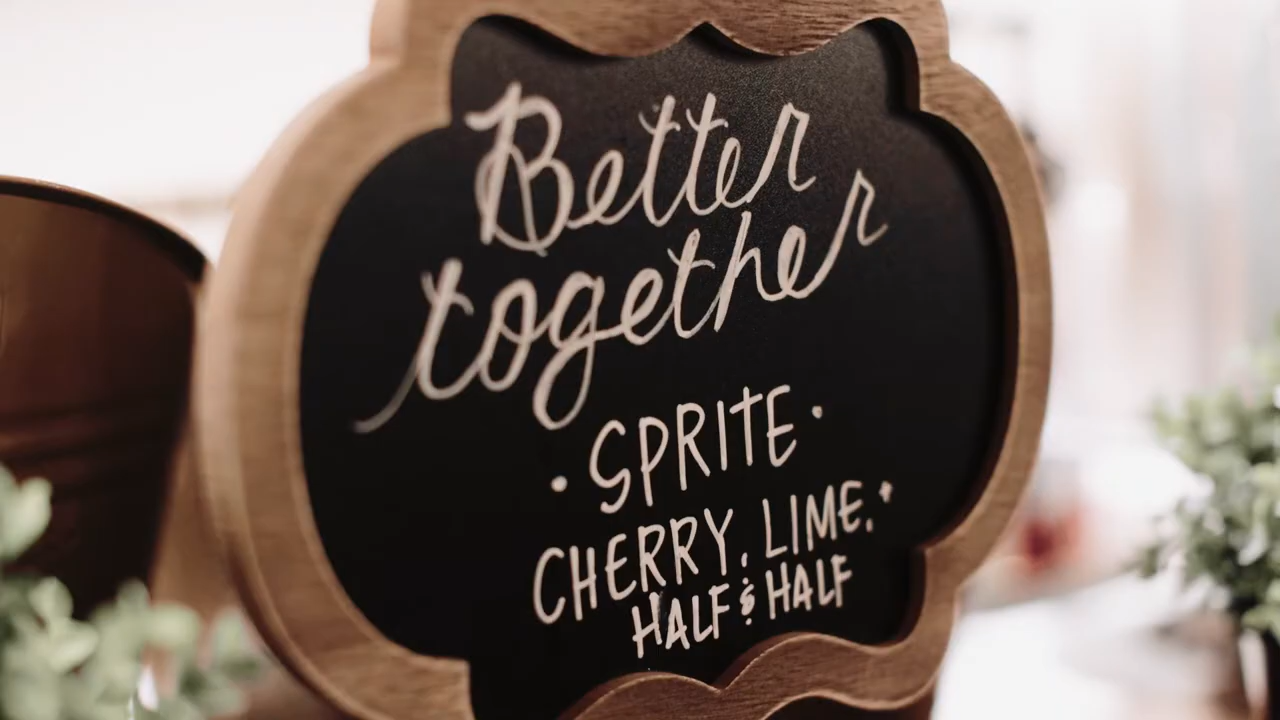 Better
together
· SPRITE ·
CHERRY, LIME,
HALF & HALF